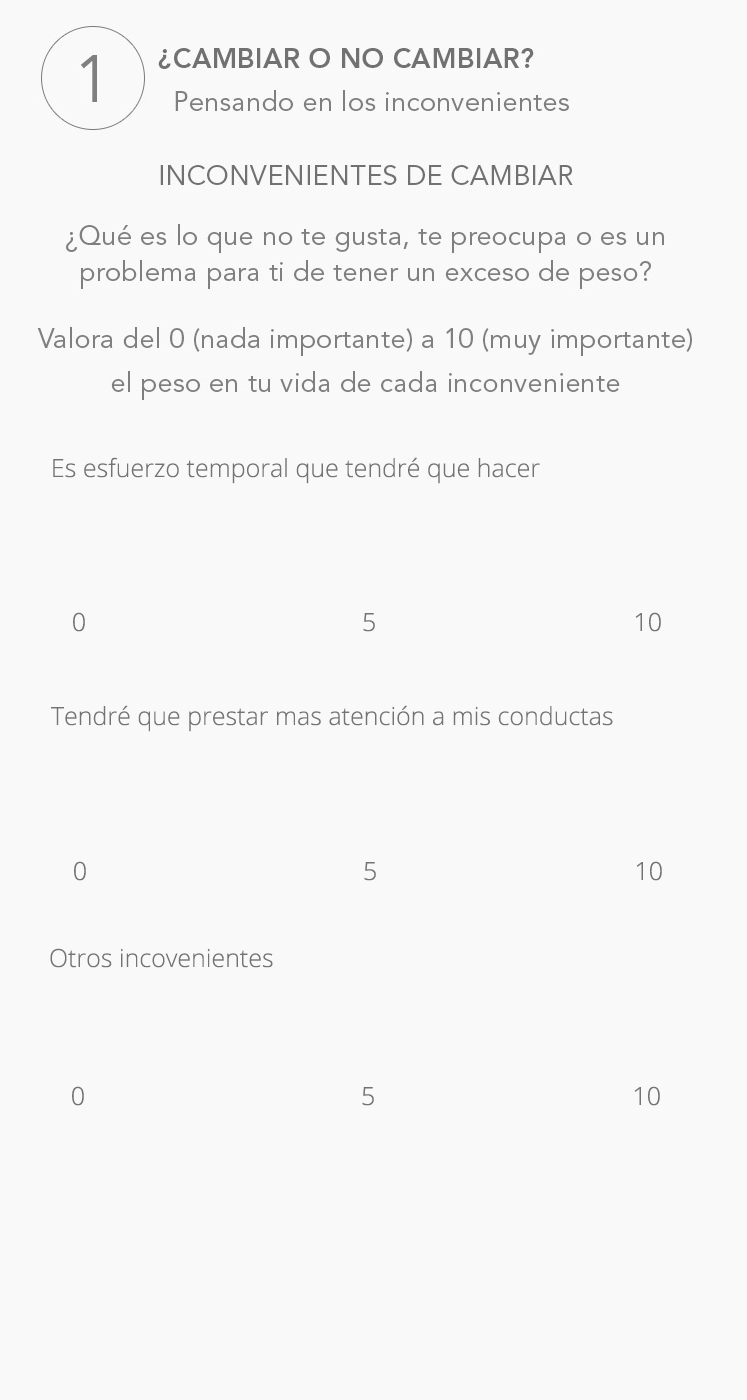 1
¿CAMBIAR O NO CAMBIAR?
Pensando en los inconvenientes
INCONVENIENTES DE CAMBIAR
¿Qué es lo que no te gusta, te preocupa o es un
problema para ti de tener un exceso de peso?
Valora del 0 (nada importante) a 10 (muy importante)
el peso en tu vida de cada inconveniente
Es esfuerzo temporal que tendré que hacer
0 5 10
Tendré que prestar mas atención a mis conductas
0 5 10
Otros incovenientes
0 5 10